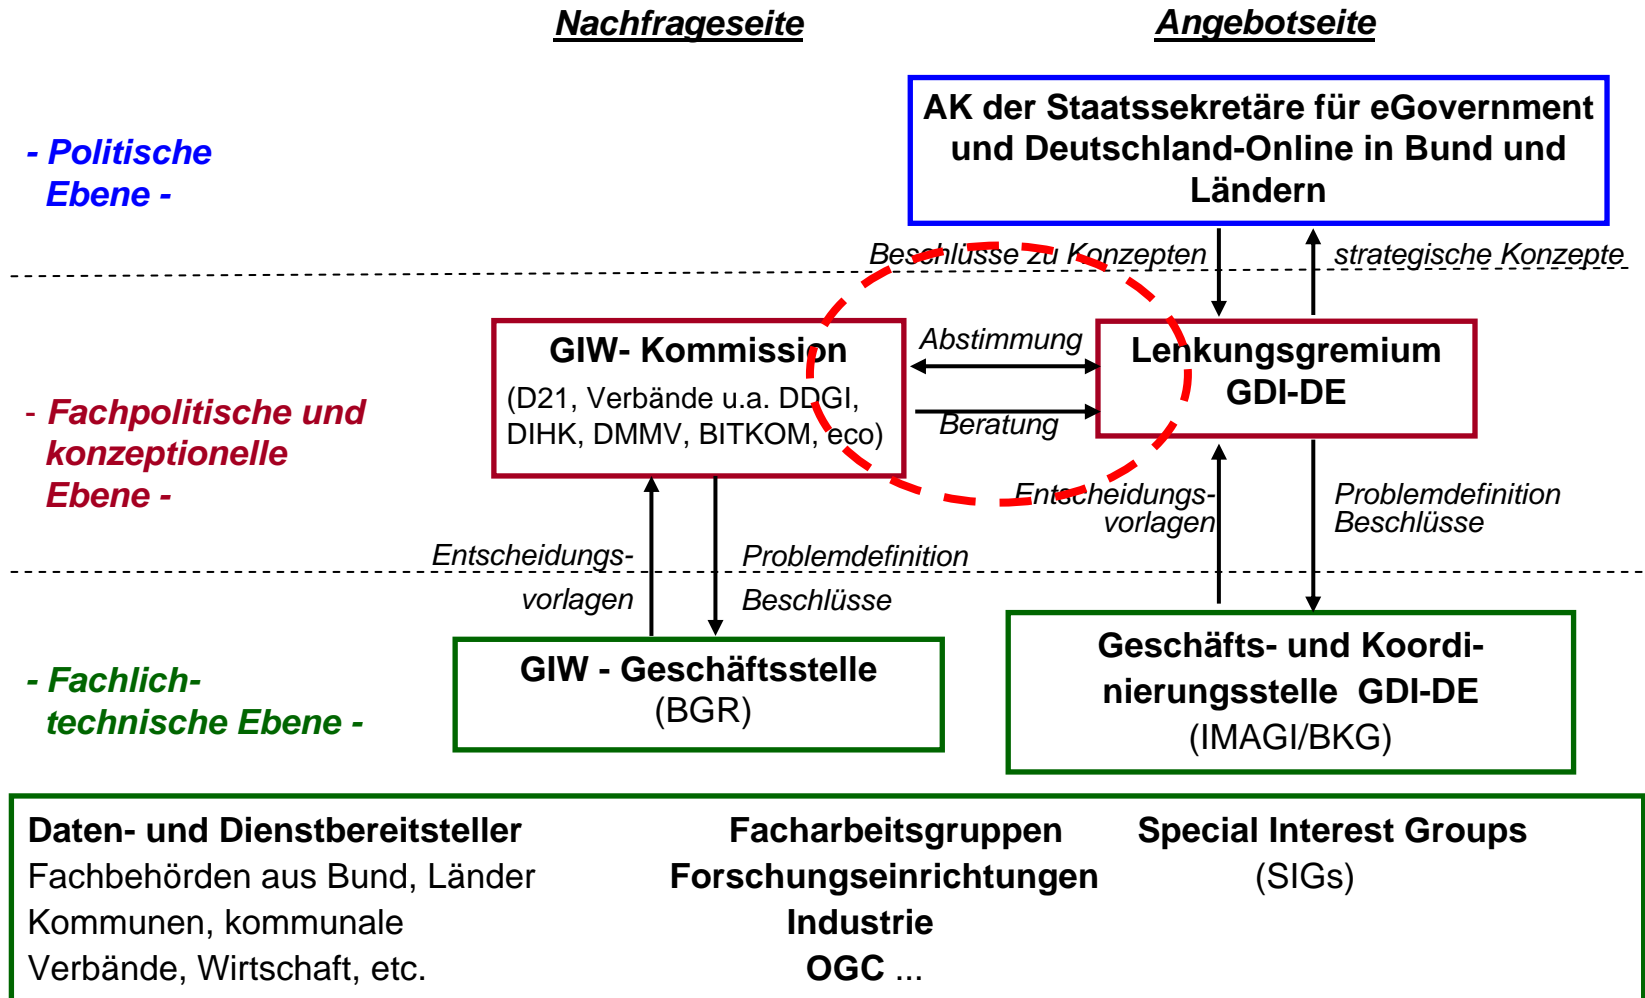 Nachfrageseite
Angebotseite
AK der Staatssekretäre für eGovernment
und Deutschland-Online in Bund und
Ländern
- Politische
Ebene -
Beschlüsse zu Konzepten
strategische Konzepte
GIW- Kommission
(D21, Verbände u.a. DDGI,
DIHK, DMMV, BITKOM, eco)
Abstimmung
Beratung
Lenkungsgremium
GDI-DE
- Fachpolitische und
konzeptionelle
Ebene -
Entscheidungs-
vorlagen
Problemdefinition
Beschlüsse
Entscheidungs-
vorlagen
Problemdefinition
Beschlüsse
- Fachlich-
technische Ebene -
GIW - Geschäftsstelle
(BGR)
Geschäfts- und Koordi-
nierungsstelle GDI-DE
(IMAGI/BKG)
Daten- und Dienstbereitsteller
Fachbehörden aus Bund, Länder
Kommunen, kommunale
Verbände, Wirtschaft, etc.
Facharbeitsgruppen
Forschungseinrichtungen
Industrie
OGC ...
Special Interest Groups
(SIGs)